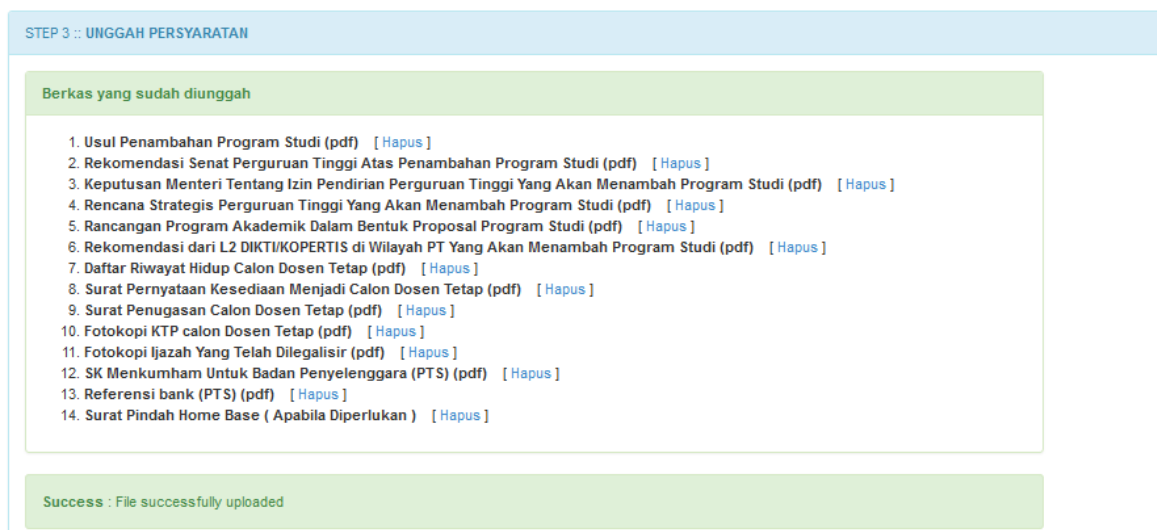 STEP 3 :: UNGGAH PERSYARATAN
Berkas yang sudah diunggah
1. Usul Penambahan Program Studi (pdf) [ Hapus ]
2. Rekomendasi Senat Perguruan Tinggi Atas Penambahan Program Studi (pdf) [ Hapus ]
3. Keputusan Menteri Tentang Izin Pendirian Perguruan Tinggi Yang Akan Menambah Program Studi (pdf) [ Hapus ]
4. Rencana Strategis Perguruan Tinggi Yang Akan Menambah Program Studi (pdf) [ Hapus ]
5. Rancangan Program Akademik Dalam Bentuk Proposal Program Studi (pdf) [ Hapus ]
6. Rekomendasi dari L2 DIKTI/KOPERTIS di Wilayah PT Yang Akan Menambah Program Studi (pdf) [ Hapus ]
7. Daftar Riwayat Hidup Calon Dosen Tetap (pdf) [ Hapus ]
8. Surat Pernyataan Kesediaan Menjadi Calon Dosen Tetap (pdf) [ Hapus ]
9. Surat Penugasan Calon Dosen Tetap (pdf) [ Hapus ]
10. Fotokopi KTP calon Dosen Tetap (pdf) [ Hapus ]
11. Fotokopi Ijazah Yang Telah Dilegalisir (pdf) [ Hapus ]
12. SK Menkumham Untuk Badan Penyelenggara (PTS) (pdf) [ Hapus ]
13. Referensi bank (PTS) (pdf) [ Hapus ]
14. Surat Pindah Home Base ( Apabila Diperlukan ) [ Hapus ]
Success : File successfully uploaded